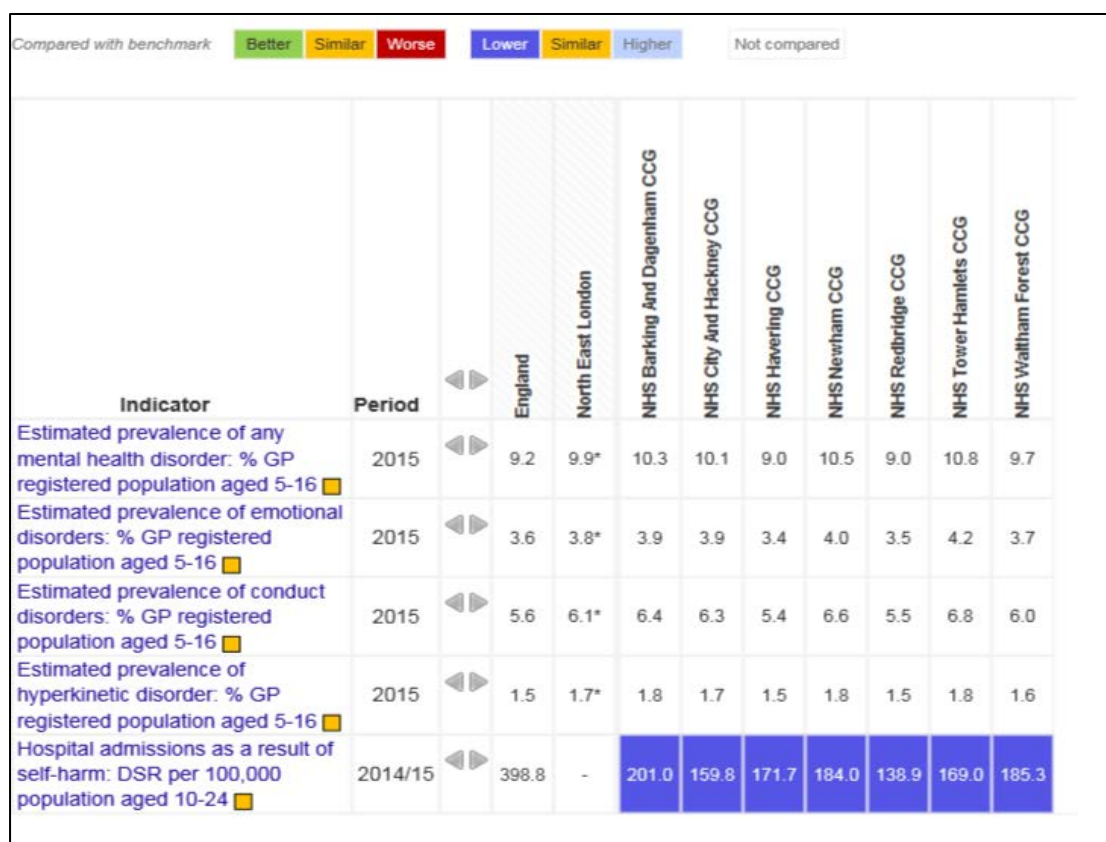 Compared with benchmark Better Similar Worse Lower Similar Higher Not compared
Indicator Period England North East London NHS Barking And Dagenham CCG NHS City And Hackney CCG NHS Havering CCG NHS Newham CCG NHS Redbridge CCG NHS Tower Hamlets CCG NHS Waltham Forest CCG
Estimated prevalence of any
mental health disorder: % GP 2015 9.2 9.9* 10.3 10.1 9.0 10.5 9.0 10.8 9.7
registered population aged 5-16
Estimated prevalence of emotional
disorders: % GP registered 2015 3.6 3.8* 3.9 3.9 3.4 4.0 3.5 4.2 3.7
population aged 5-16
Estimated prevalence of conduct
disorders: % GP registered 2015 5.6 6.1* 6.4 6.3 5.4 6.6 5.5 6.8 6.0
population aged 5-16
Estimated prevalence of
hyperkinetic disorder: % GP 2015 1.5 1.7* 1.8 1.7 1.5 1.8 1.5 1.8 1.6
registered population aged 5-16
Hospital admissions as a result of
self-harm: DSR per 100,000 2014/15 398.8 - 201.0 159.8 171.7 184.0 138.9 169.0 185.3
population aged 10-24